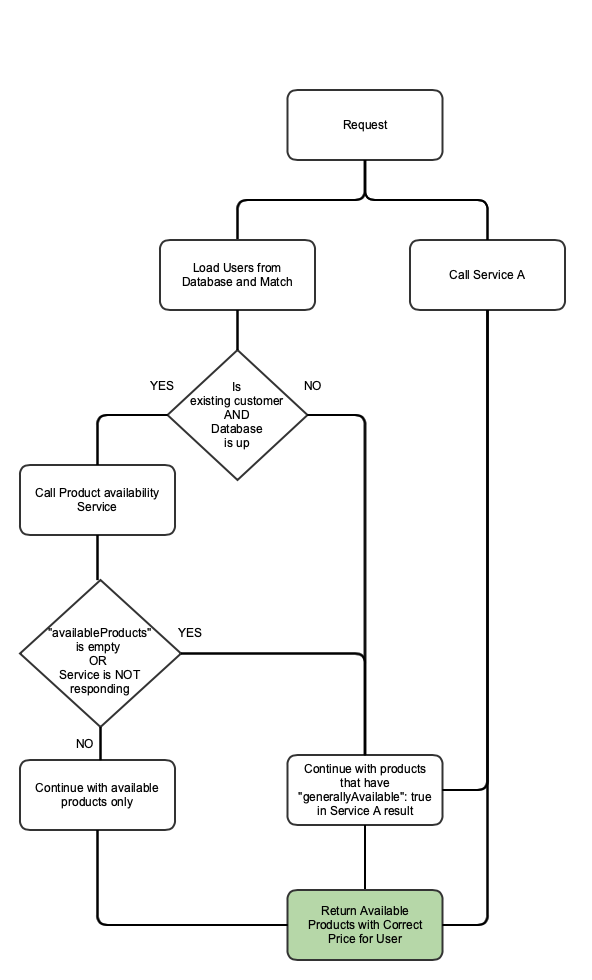 Request
Load Users from
Database and Match
Call Service A
YES
NO
Is
existing customer
AND
Database
is up
Call Product availability
Service
"availableProducts"
is empty
OR
Service is NOT
responding
YES
NO
Continue with available
products only
Continue with products
that have
"generallyAvailable": true
in Service A result
Return Available
Products with Correct
Price for User